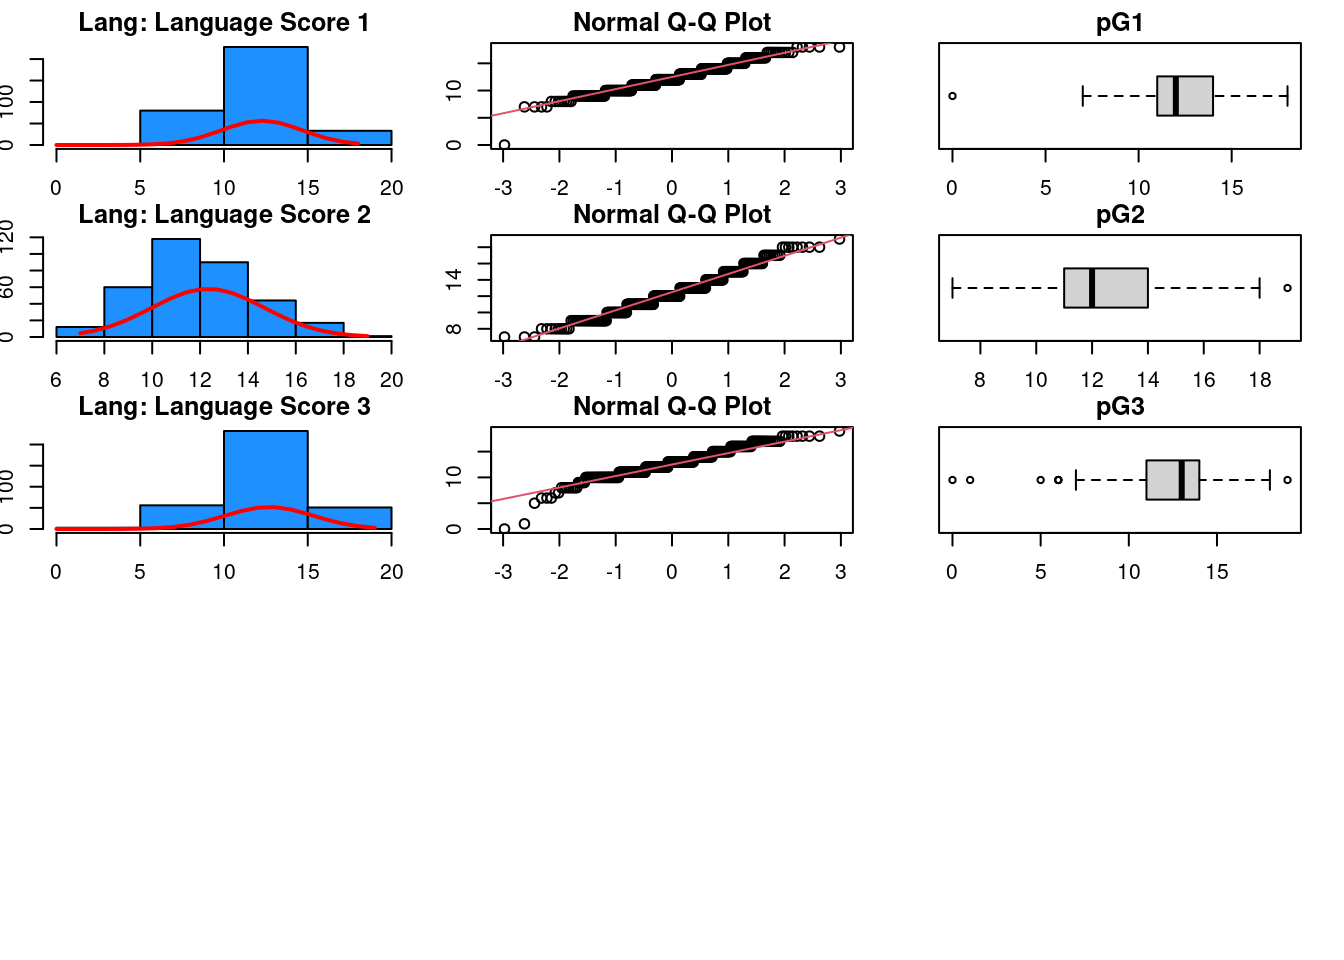 Lang: Language Score 1 Normal Q-Q Plot pG1
0 100
0 5 10 15 20
0 10
-3 -2 -1 0 1 2 3
0 5 10 15
Lang: Language Score 2 Normal Q-Q Plot pG2
0 60 120
6 8 10 12 14 16 18 20
8 14
-3 -2 -1 0 1 2 3
8 10 12 14 16 18
Lang: Language Score 3 Normal Q-Q Plot pG3
0 100
0 5 10 15 20
0 10
-3 -2 -1 0 1 2 3
0 5 10 15